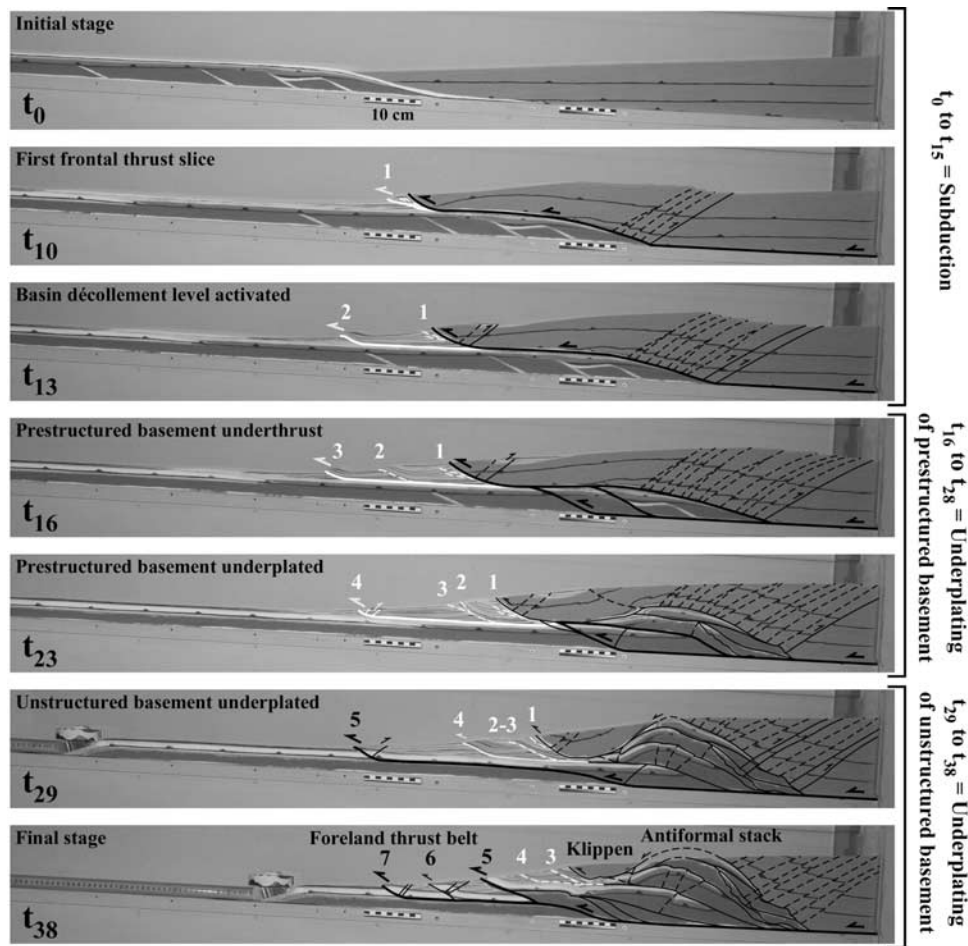 Initial stage
t0
10 cm
First frontal thrust slice
1
t10
Basin décollement level activated
2 1
t13
t0 to t15 = Subduction
Prestructured basement underthrust
3 2 1
t16
Prestructured basement underplated
4 3 2 1
t23
t16 to t28 = Underplating
of prestructured basement
Unstructured basement underplated
5 4 2-3 1
t29
Final stage
Foreland thrust belt
Klippen
Antiformal stack
7 6 5 4 3
t38
t29 to t38 = Underplating
of unstructured basement